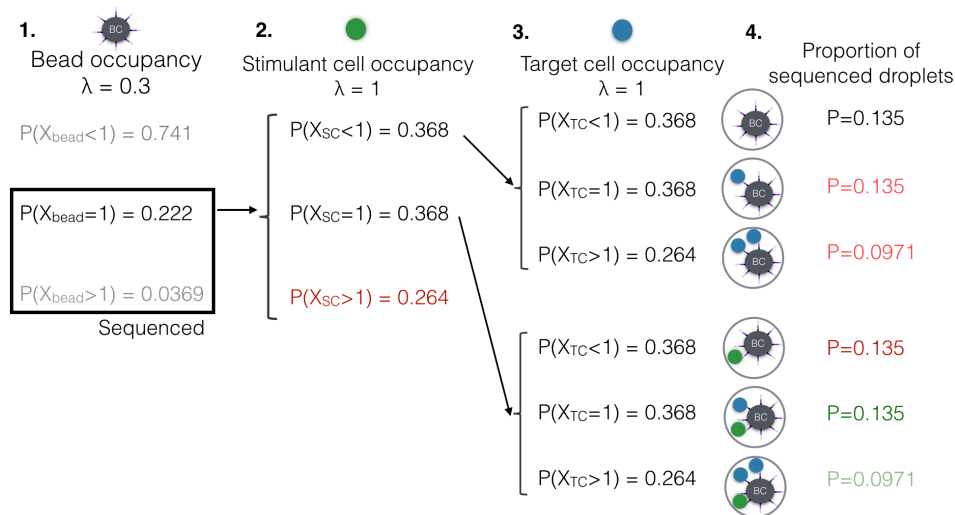 1.
BC
Bead occupancy
λ = 0.3
P(Xbead<1) = 0.741
P(Xbead=1) = 0.222
P(Xbead>1) = 0.0369
Sequenced
2.
Stimulant cell occupancy
λ = 1
P(XSC<1) = 0.368
P(XSC=1) = 0.368
P(XSC>1) = 0.264
3.
Target cell occupancy
λ = 1
P(XTC<1) = 0.368
P(XTC=1) = 0.368
P(XTC>1) = 0.264
P(XTC<1) = 0.368
P(XTC=1) = 0.368
P(XTC>1) = 0.264
4.
Proportion of
sequenced droplets
BC P=0.135
BC P=0.135
BC P=0.0971
BC P=0.135
BC P=0.135
BC P=0.0971